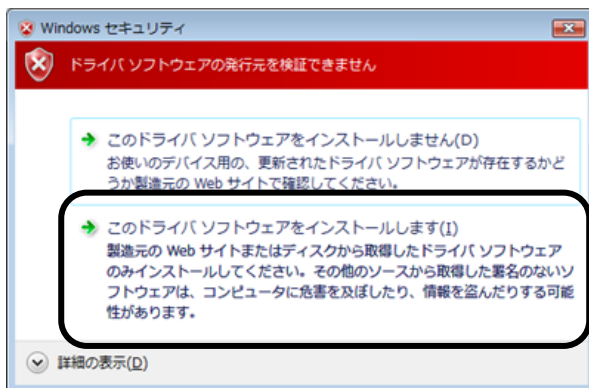 Windows セキュリティ
ドライバ ソフトウェアの発行元を検証できません
このドライバ ソフトウェアをインストールしません(D)
お使いのデバイス用の、更新されたドライバ ソフトウェアが存在するかど
うか製造元の Web サイトで確認してください。
このドライバ ソフトウェアをインストールします(I)
製造元の Web サイトまたはディスクから取得したドライバ ソフトウェア
のみインストールしてください。その他のソースから取得した署名のないソ
フトウェアは、コンピュータに危害を及ぼしたり、情報を盗んだりする可能
性があります。
詳細の表示(D)